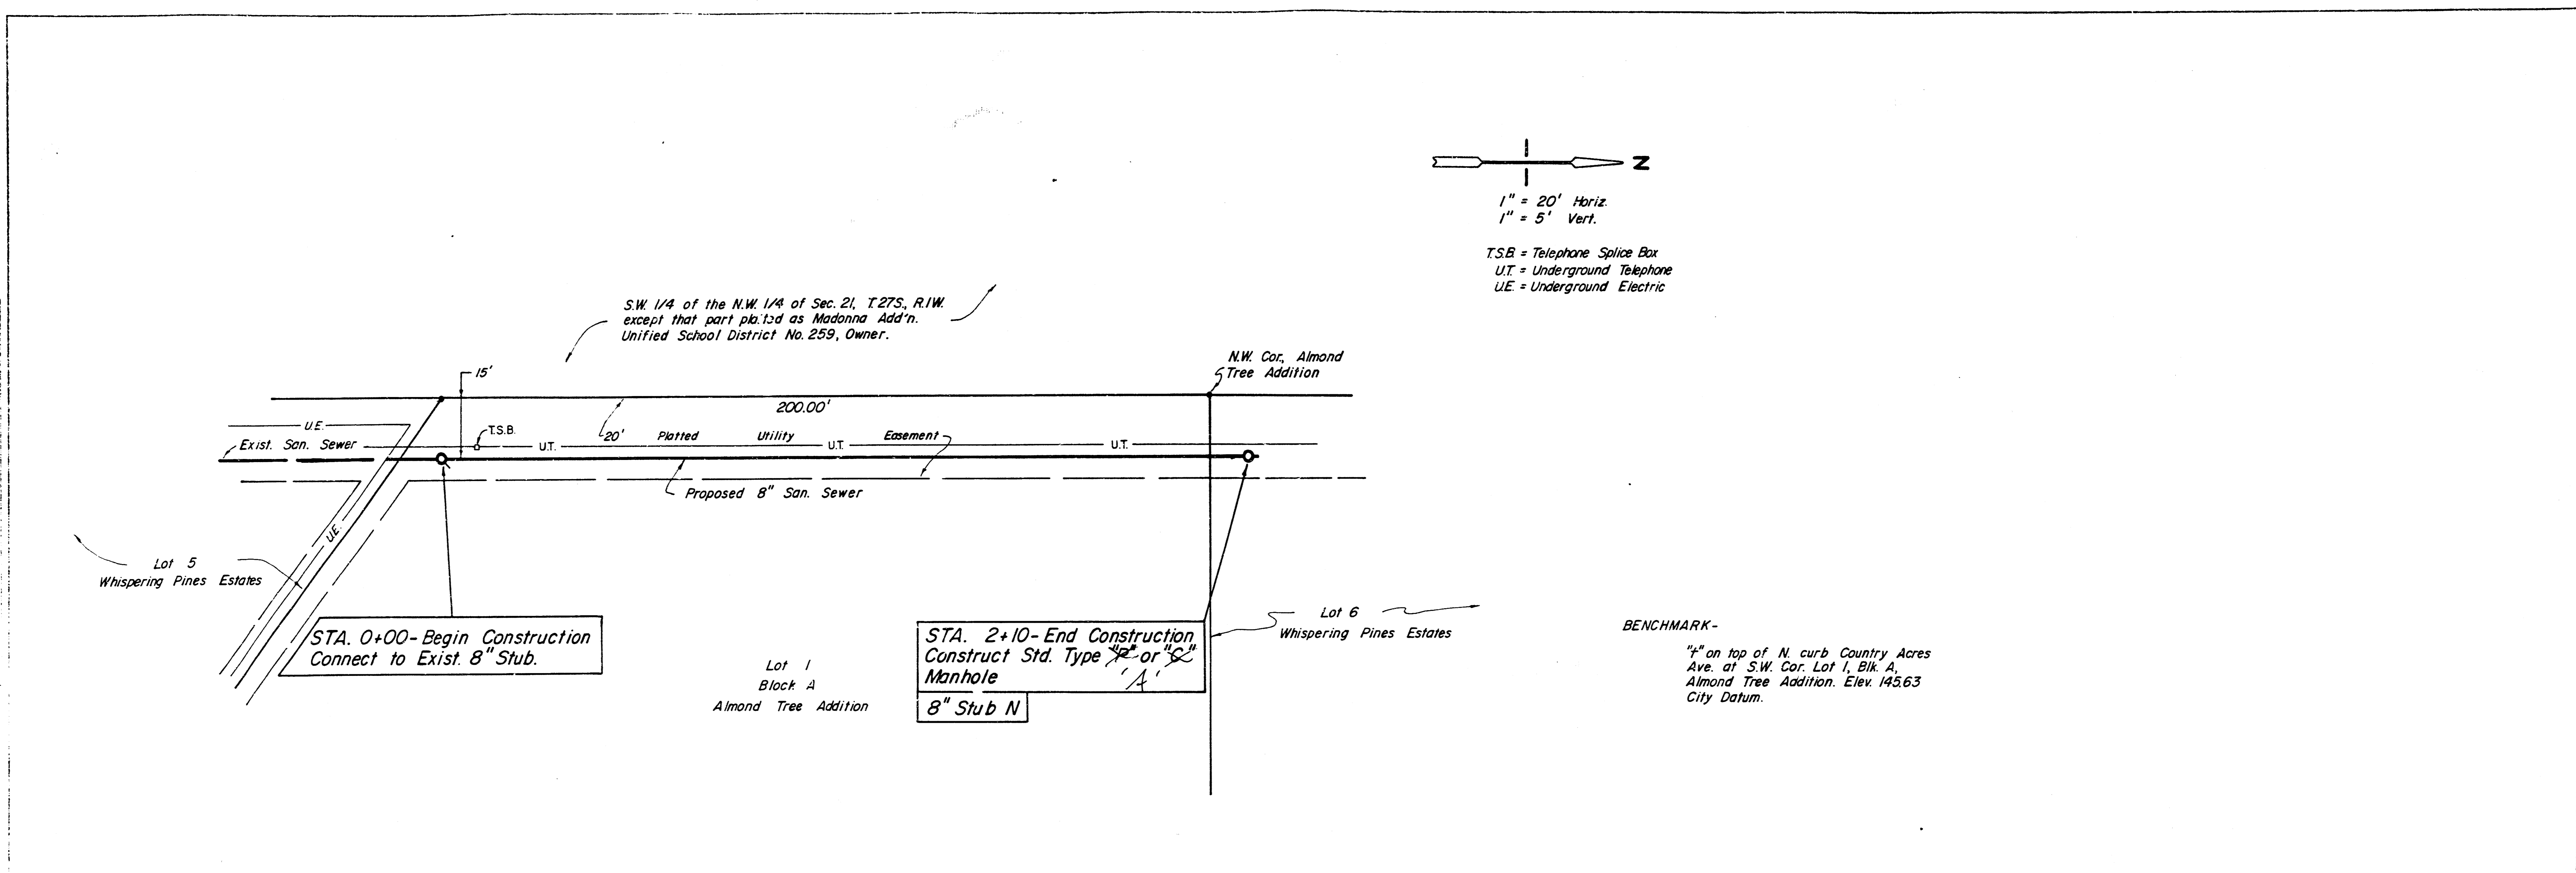 N
1" = 20' Horiz.
1" = 5' Vert.
T.S.B. = Telephone Splice Box
U.T. = Underground Telephone
U.E. = Underground Electric
S.W. 1/4 of the N.W. 1/4 of Sec. 21, T.27S., R.1W.
except that part platted as Madonna Add'n.
Unified School District No. 259, Owner.
N.W. Cor., Almond
Tree Addition
15'
200.00'
U.E.
T.S.B.
Exist. San. Sewer
U.T.
20' Platted Utility Easement
U.T.
U.T.
Proposed 8" San. Sewer
U.E.
Lot 5
Whispering Pines Estates
STA. 0+00-Begin Construction
Connect to Exist. 8" Stub.
Lot 1
Block A
Almond Tree Addition
STA. 2+10-End Construction
Construct Std. Type "P" or "C"
Manhole 'A'
8" Stub N
Lot 6
Whispering Pines Estates
BENCHMARK-
"+" on top of N. curb Country Acres
Ave. at S.W. Cor. Lot 1, Blk. A,
Almond Tree Addition. Elev. 145.63
City Datum.